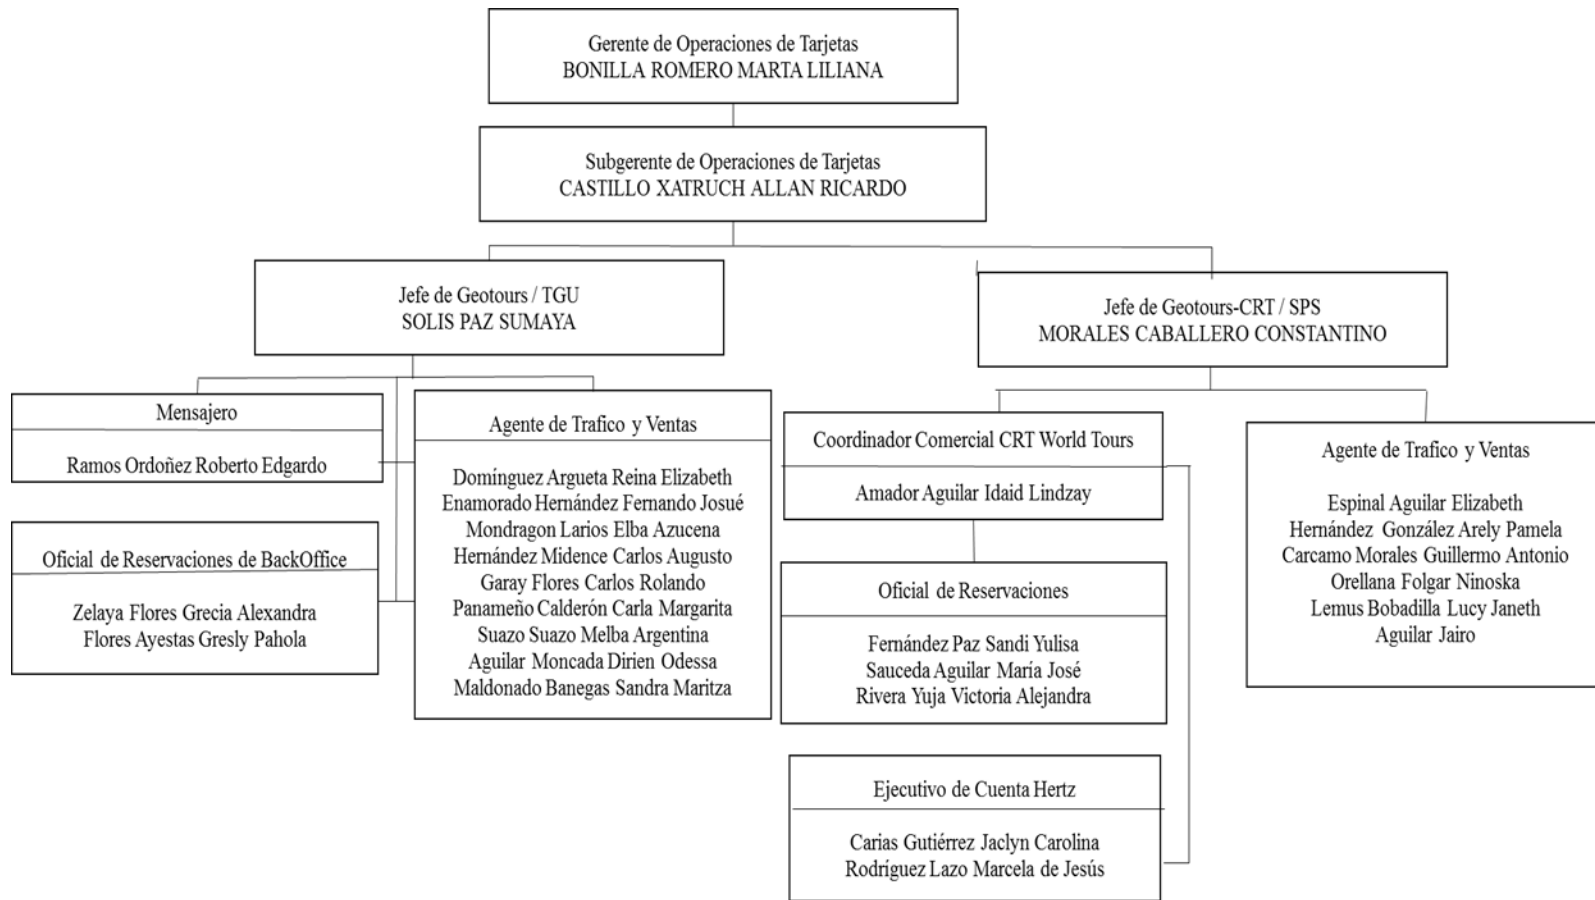 Gerente de Operaciones de Tarjetas
BONILLA ROMERO MARTA LILIANA
Subgerente de Operaciones de Tarjetas
CASTILLO XATRUCH ALLAN RICARDO
Jefe de Geotours / TGU
SOLIS PAZ SUMAYA
Jefe de Geotours-CRT / SPS
MORALES CABALLERO CONSTANTINO
Mensajero
Ramos Ordoñez Roberto Edgardo
Oficial de Reservaciones de BackOffice
Zelaya Flores Grecia Alexandra
Flores Ayestas Gresly Pahola
Agente de Trafico y Ventas
Domínguez Argueta Reina Elizabeth
Enamorado Hernández Fernando Josué
Mondragon Larios Elba Azucena
Hernández Midence Carlos Augusto
Garay Flores Carlos Rolando
Panameño Calderón Carla Margarita
Suazo Suazo Melba Argentina
Aguilar Moncada Dirien Odessa
Maldonado Banegas Sandra Maritza
Coordinador Comercial CRT World Tours
Amador Aguilar Idaid Lindzay
Oficial de Reservaciones
Fernández Paz Sandi Yulisa
Sauceda Aguilar María José
Rivera Yuja Victoria Alejandra
Ejecutivo de Cuenta Hertz
Carias Gutiérrez Jaclyn Carolina
Rodríguez Lazo Marcela de Jesús
Agente de Trafico y Ventas
Espinal Aguilar Elizabeth
Hernández González Arely Pamela
Carcamo Morales Guillermo Antonio
Orellana Folgar Ninoska
Lemus Bobadilla Lucy Janeth
Aguilar Jairo